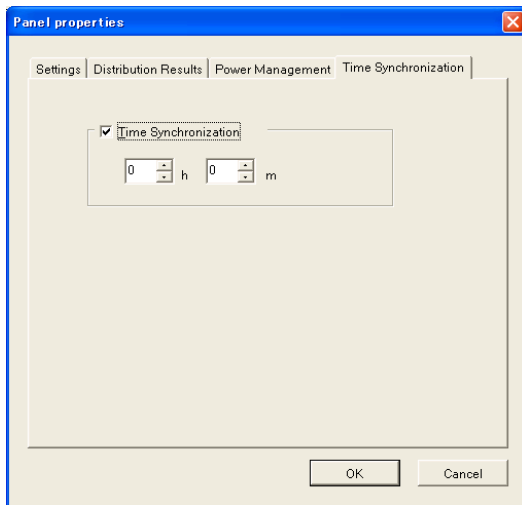 Panel properties
Settings Distribution Results Power Management Time Synchronization
Time Synchronization
0 h 0 m
OK Cancel